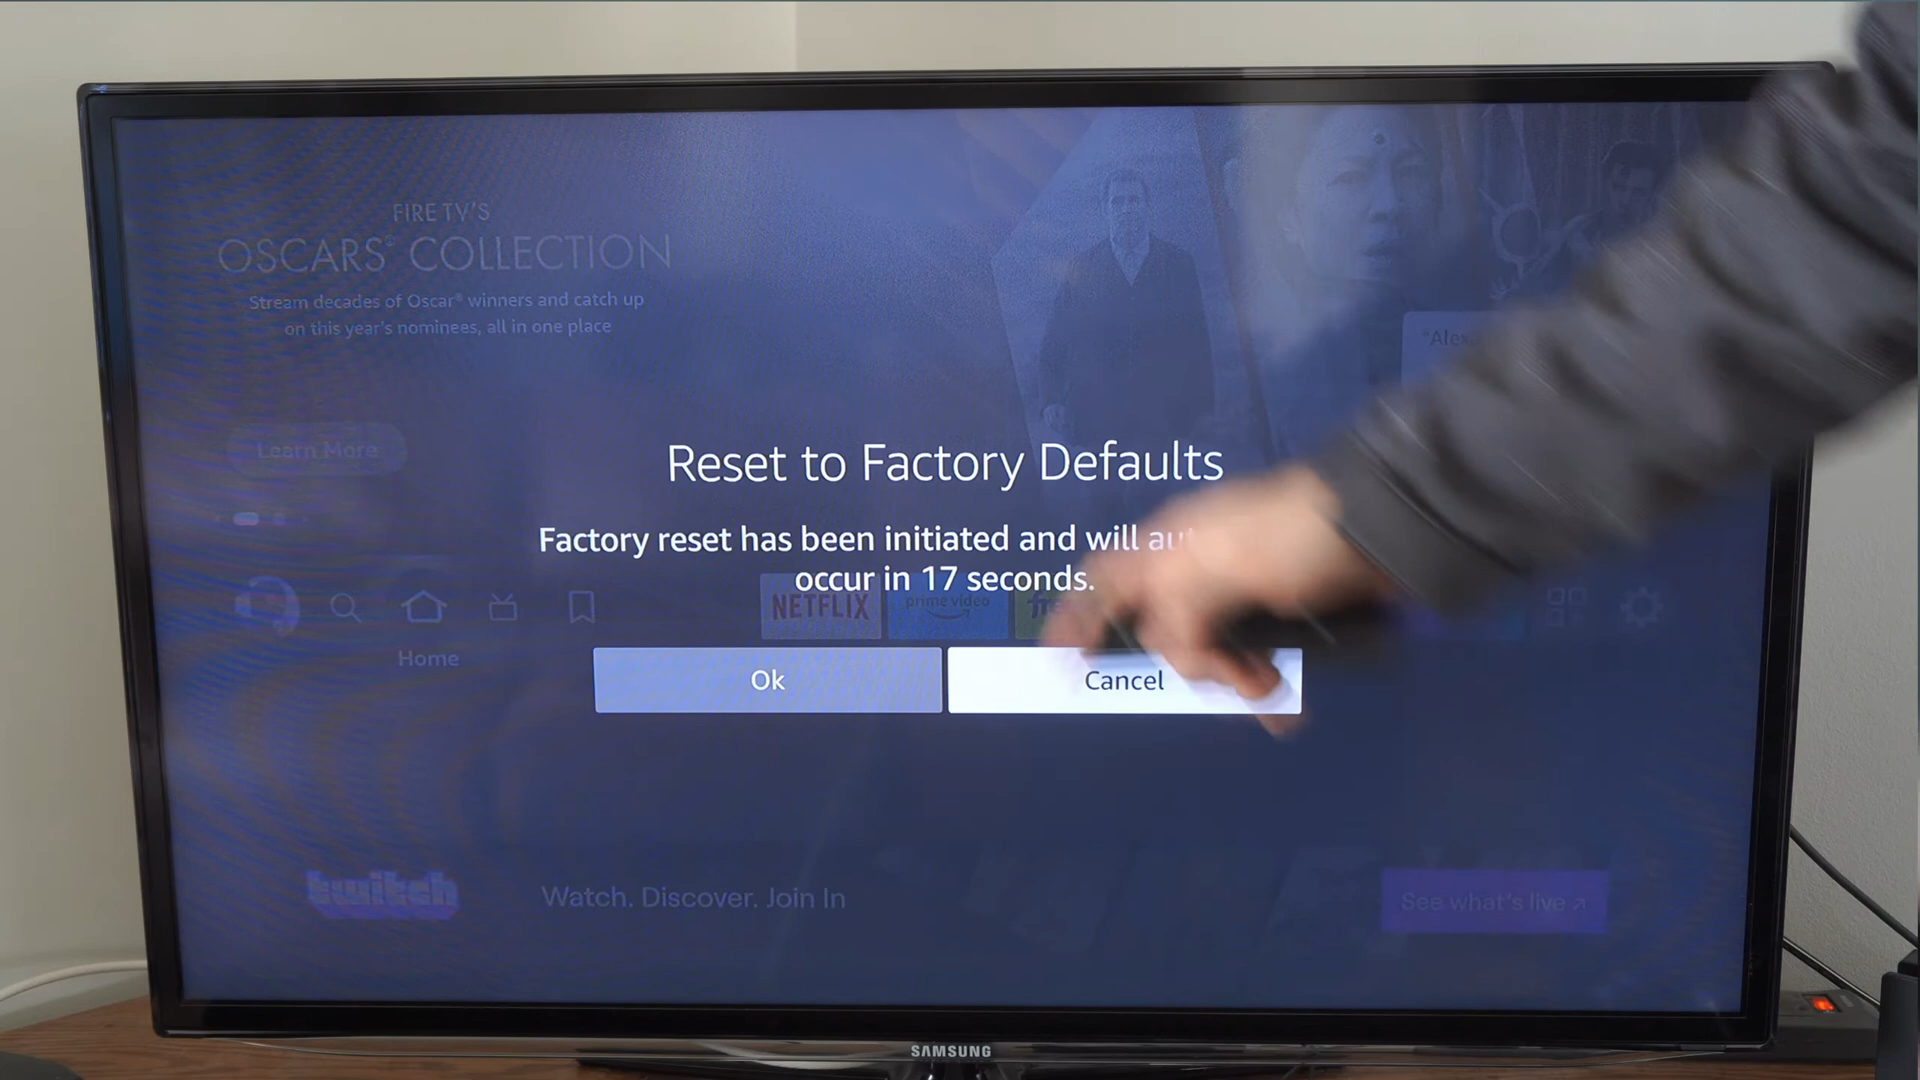 FIRE TV'S
OSCARS® COLLECTION
Stream decades of Oscar® winners and catch up
on this year's nominees, all in one place
"Alexa
Learn More
Reset to Factory Defaults
Factory reset has been initiated and will
occur in 17 seconds.
NETFLIX
prime video
Home
Ok
Cancel
twitch
Watch. Discover. Join In
See what's live
SAMSUNG